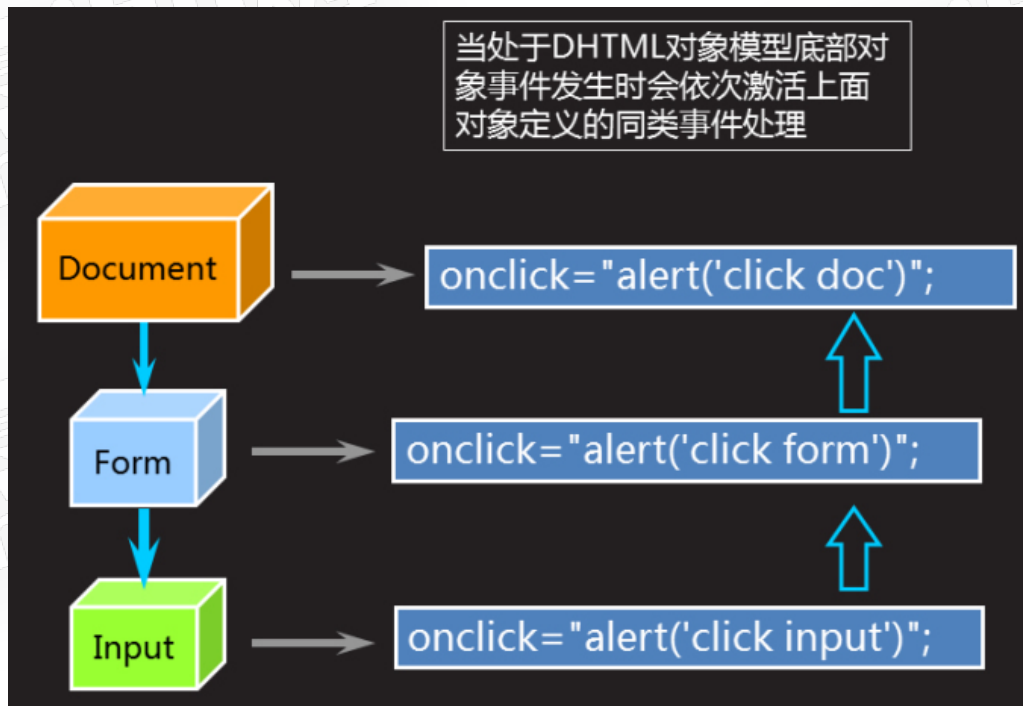 当处于DHTML对象模型底部对
象事件发生时会依次激活上面
对象定义的同类事件处理
Document
onclick="alert('click doc')";
Form
onclick="alert('click form')";
Input
onclick="alert('click input')";